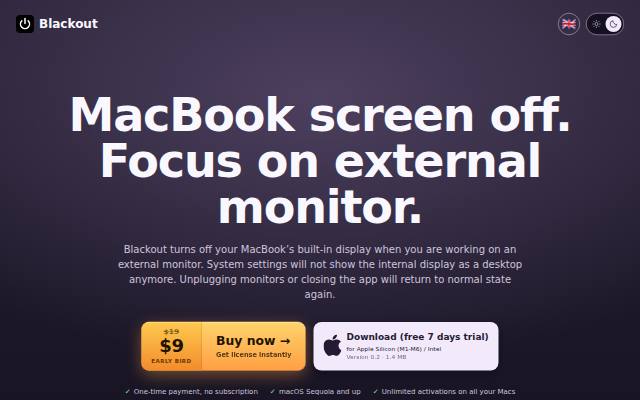 Blackout
MacBook screen off.
Focus on external
monitor.
Blackout turns off your MacBook's built-in display when you are working on an
external monitor. System settings will not show the internal display as a desktop
anymore. Unplugging monitors or closing the app will return to normal state
again.
$19
$9
EARLY BIRD
Buy now →
Get license instantly
Download (free 7 days trial)
for Apple Silicon (M1-M6) / Intel
Version 0.2 · 1.4 MB
✓ One-time payment, no subscription ✓ macOS Sequoia and up ✓ Unlimited activations on all your Macs